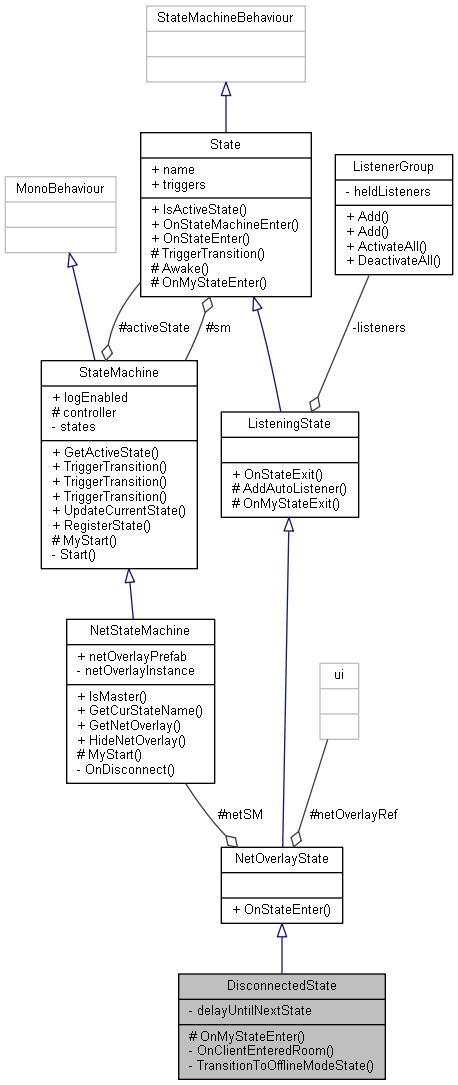 StateMachineBehaviour
State
+ name
+ triggers
+ IsActiveState()
+ OnStateMachineEnter()
+ OnStateEnter()
# TriggerTransition()
# Awake()
# OnMyStateEnter()
ListenerGroup
- heldListeners
+ Add()
+ Add()
+ ActivateAll()
+ DeactivateAll()
MonoBehaviour
#activeState
#sm
-listeners
StateMachine
+ logEnabled
# controller
- states
+ GetActiveState()
+ TriggerTransition()
+ TriggerTransition()
+ TriggerTransition()
+ UpdateCurrentState()
+ RegisterState()
# MyStart()
- Start()
ListeningState
+ OnStateExit()
# AddAutoListener()
# OnMyStateExit()
NetStateMachine
+ netOverlayPrefab
- netOverlayInstance
+ IsMaster()
+ GetCurStateName()
+ GetNetOverlay()
+ HideNetOverlay()
# MyStart()
- OnDisconnect()
ui
#netSM
#netOverlayRef
NetOverlayState
+ OnStateEnter()
DisconnectedState
- delayUntilNextState
# OnMyStateEnter()
- OnClientEnteredRoom()
- TransitionToOfflineModeState()